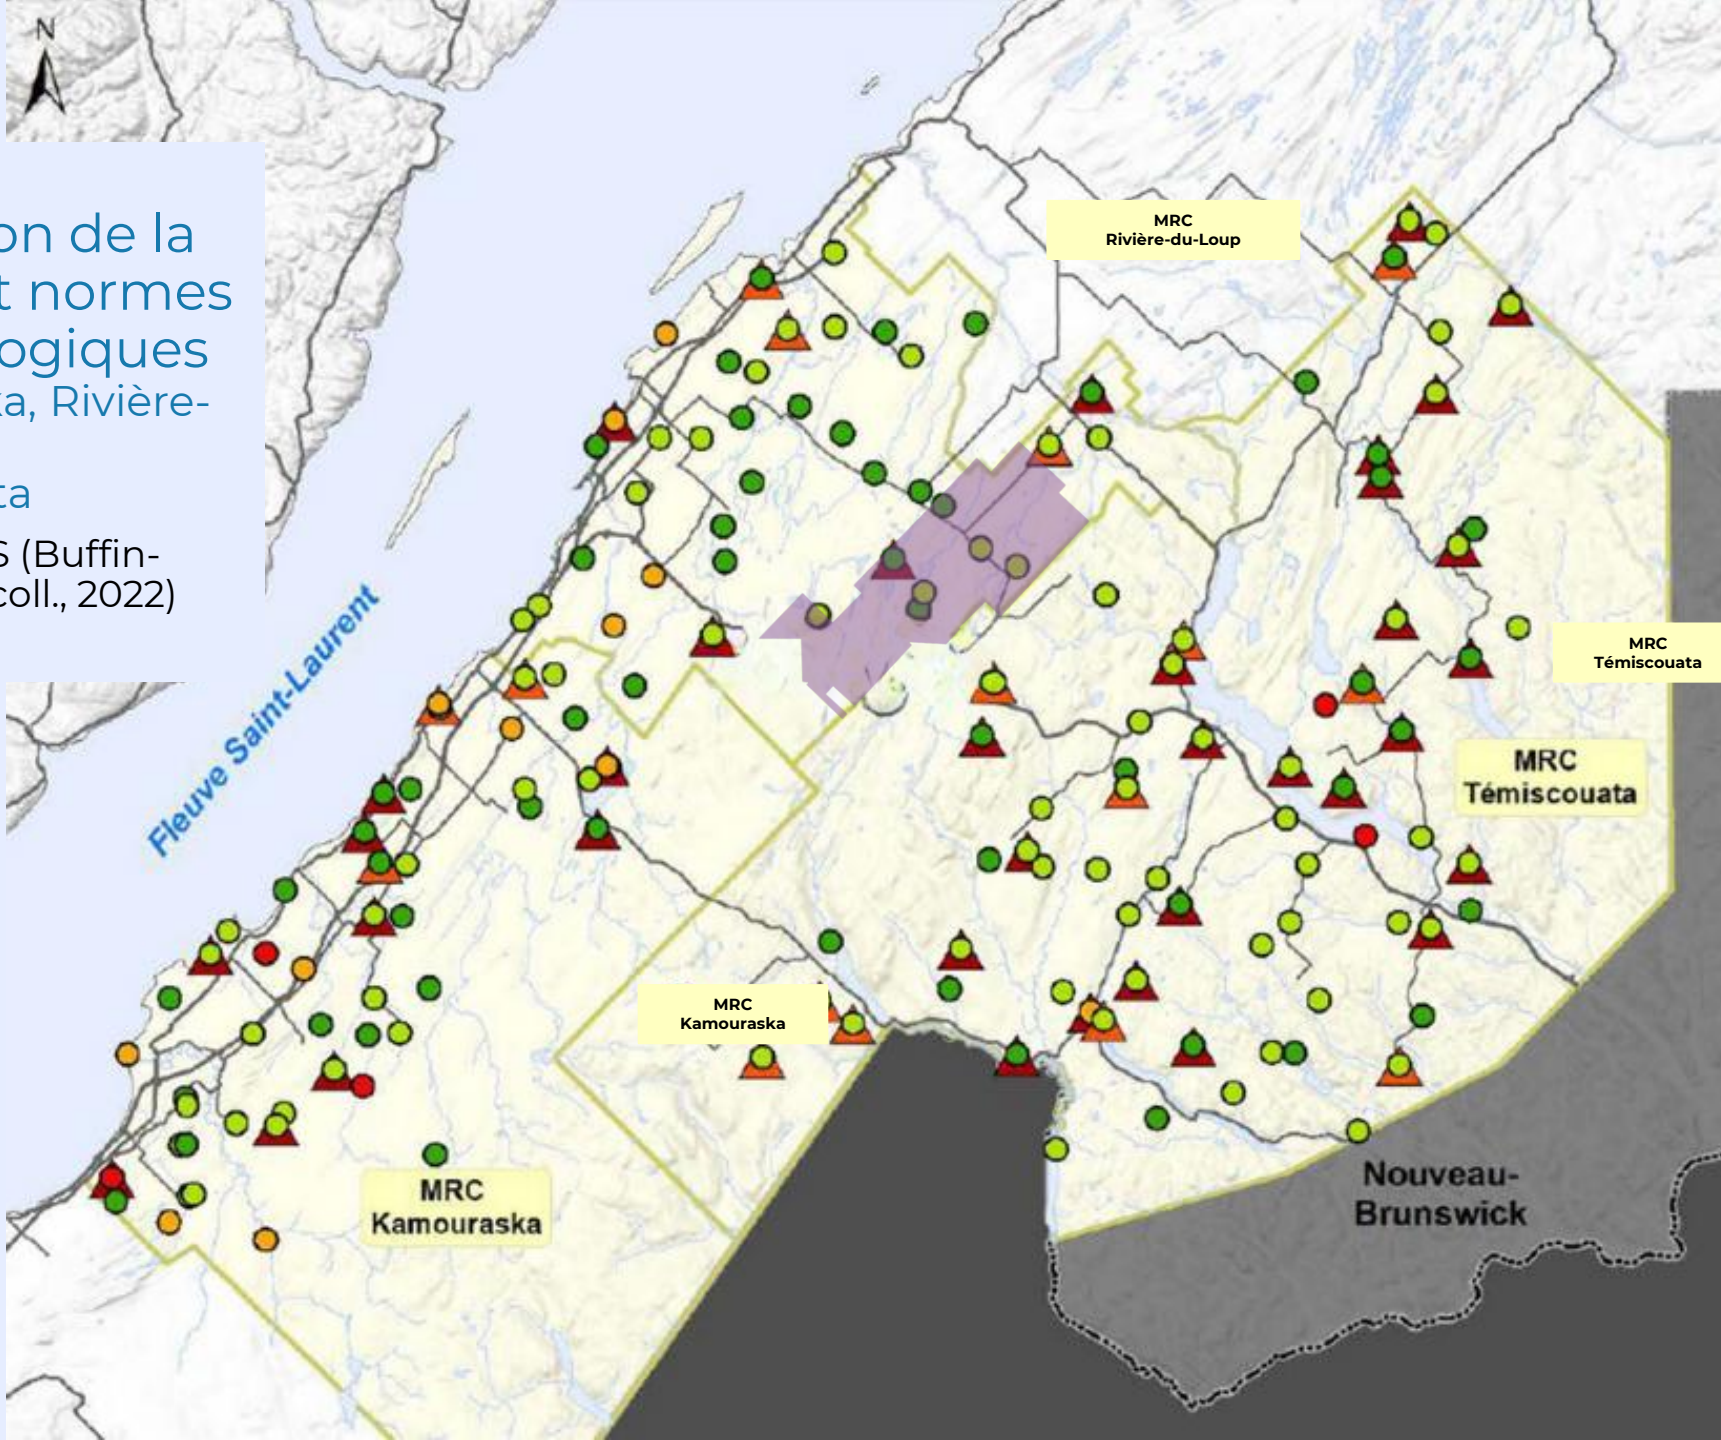 N
on de la
t normes
ogiques
ka, Rivière-
ta
S (Buffin-
coll., 2022)
Fleuve Saint-Laurent
MRC
Rivière-du-Loup
MRC
Témiscouata
MRC
Témiscouata
MRC
Kamouraska
MRC
Kamouraska
Nouveau-
Brunswick